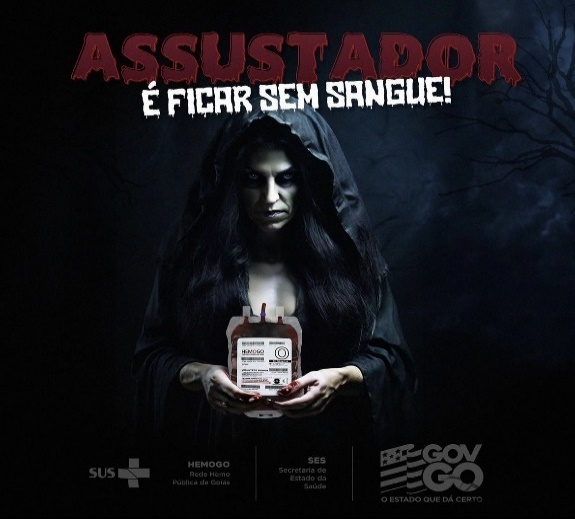 ASSUSTADOR
É FICAR SEM SANGUE!
HEMOGO
SUS
HEMOGO
Rede Hemo
Pública de Goiás
SES
Secretaria de
Estado da
Saúde
GOV
GO
O ESTADO QUE DÁ CERTO